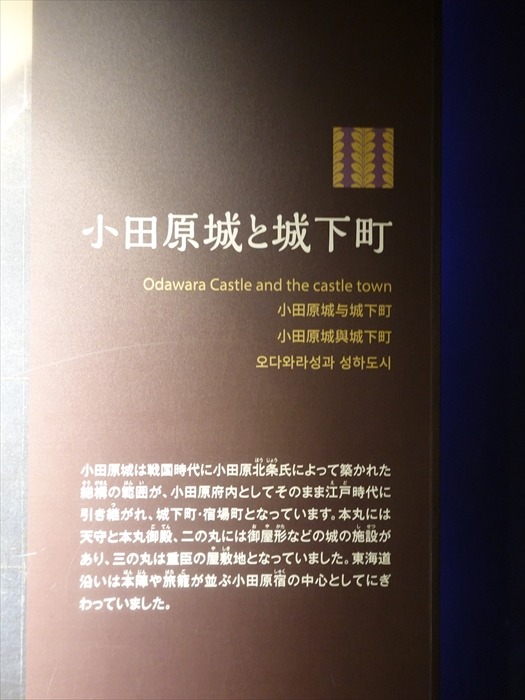 小田原城と城下町
Odawara Castle and the castle town
小田原城与城下町
小田原城與城下町
오다와라성과 성하도시
小田原城は戦国時代に小田原北条氏によって築かれた
総構の範囲が、小田原府内としてそのまま江戸時代に
引き継がれ、城下町・宿場町となっています。本丸には
天守と本丸御殿、二の丸には御屋形などの城の施設が
あり、三の丸は重臣の屋敷地となっていました。東海道
沿いは本陣や旅籠が並ぶ小田原宿の中心としてにぎ
わっていました。